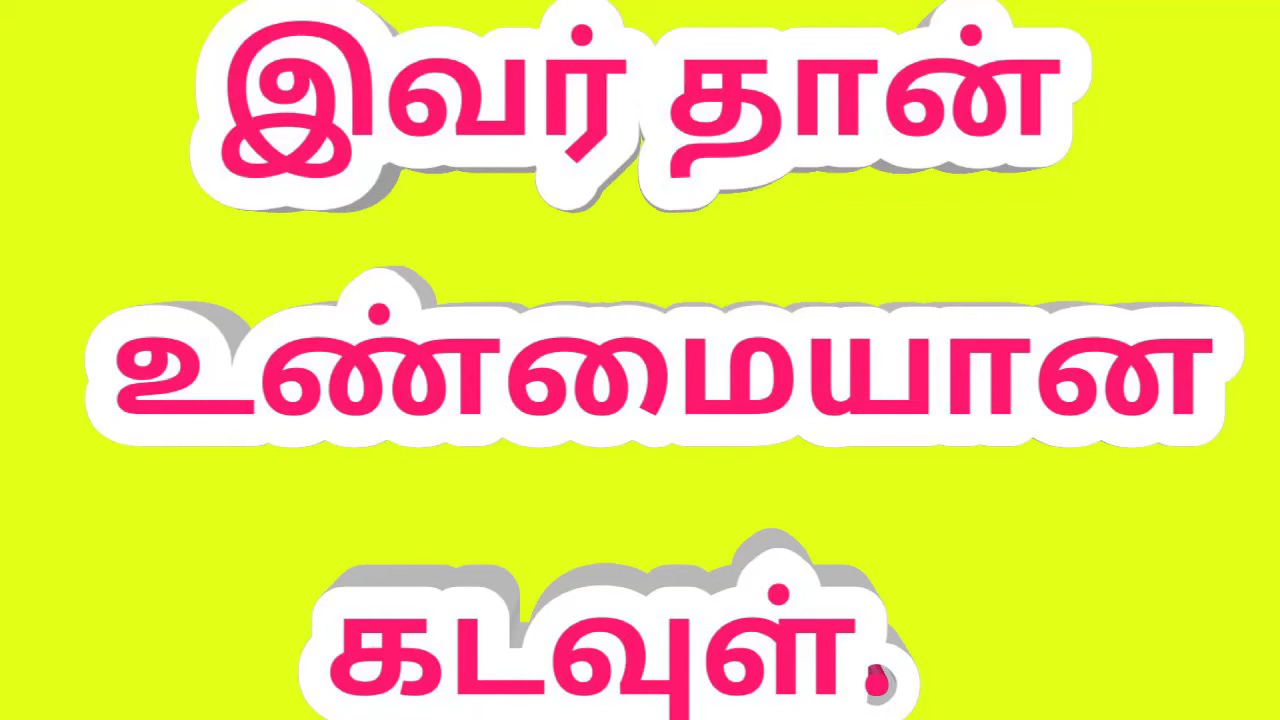 இவர் தான்
உண்மையான
கடவுள்.